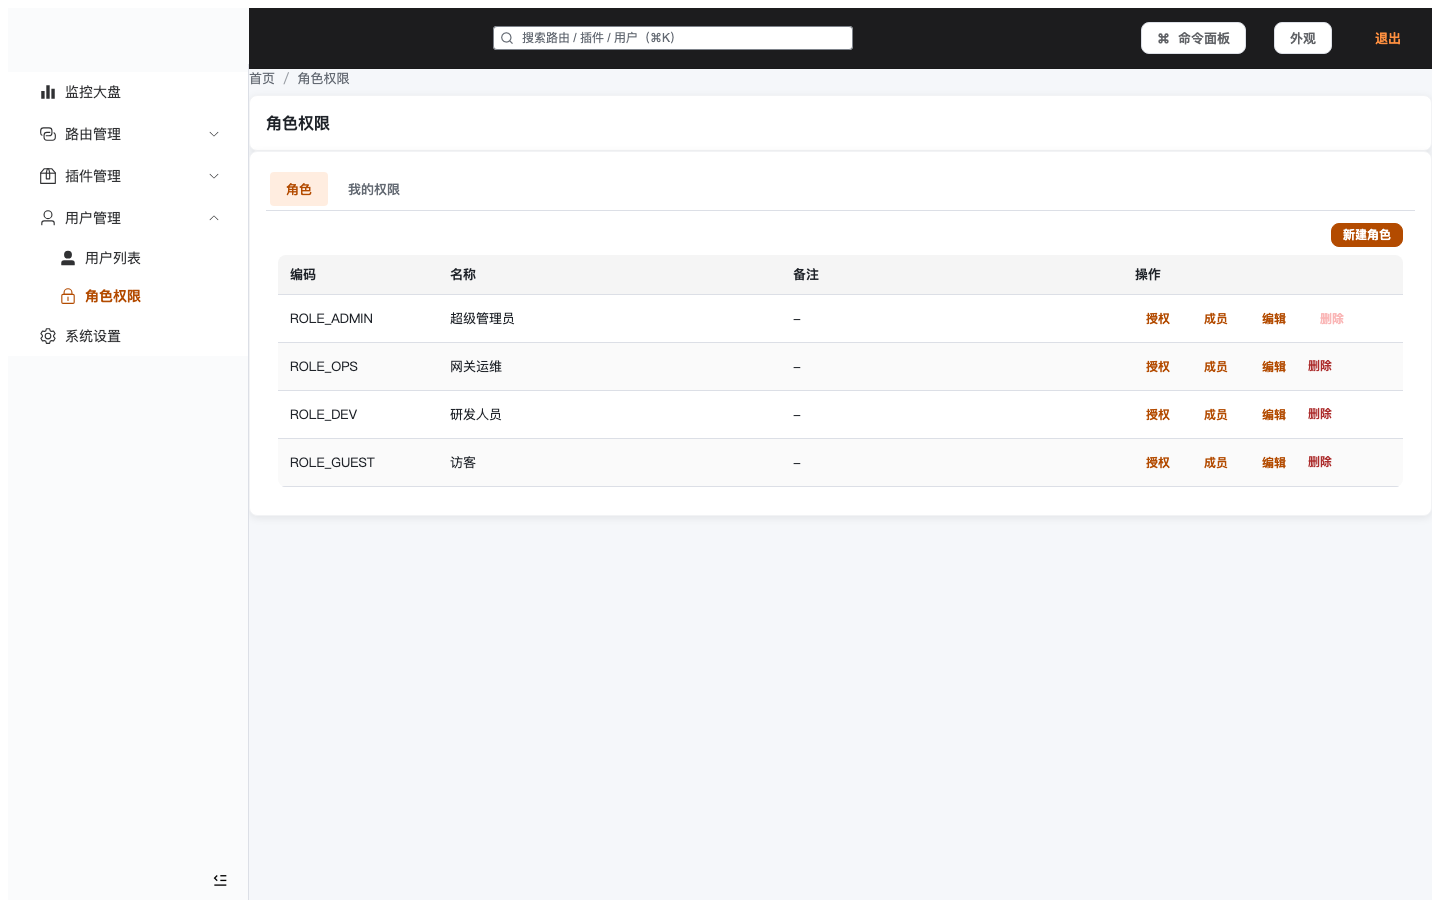 搜索路由 / 插件 / 用户（⌘K）
⌘ 命令面板
外观
退出
监控大盘
路由管理
插件管理
用户管理
用户列表
角色权限
系统设置
首页 / 角色权限
角色权限
角色 我的权限
新建角色
编码 名称 备注 操作
ROLE_ADMIN 超级管理员 – 授权 成员 编辑 删除
ROLE_OPS 网关运维 – 授权 成员 编辑 删除
ROLE_DEV 研发人员 – 授权 成员 编辑 删除
ROLE_GUEST 访客 – 授权 成员 编辑 删除